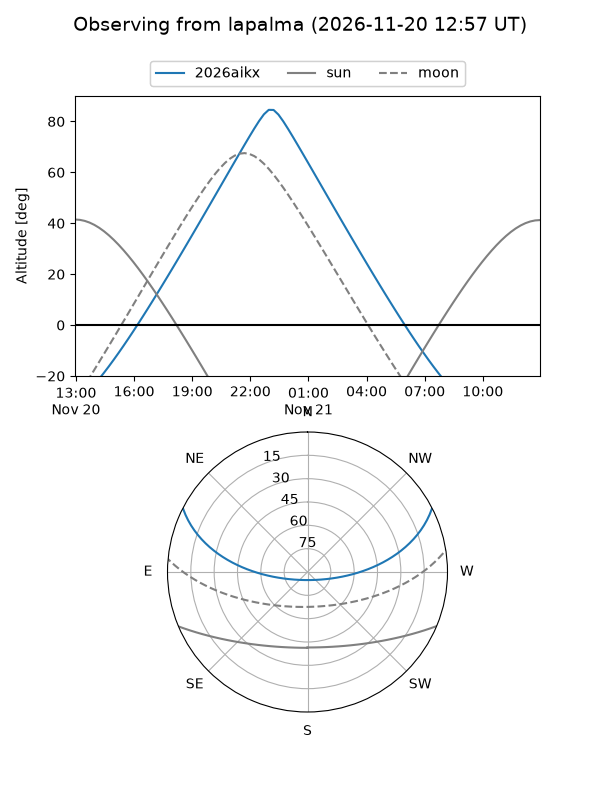 Observing from lapalma (2026-11-20 12:57 UT)
2026aikx sun moon
80
60
40
20
0
−20
Altitude [deg]
13:00 16:00 19:00 22:00 01:00 04:00 07:00 10:00
Nov 20 Nov 21
N
NE NW
15
30
45
60
75
E W
SE SW
S